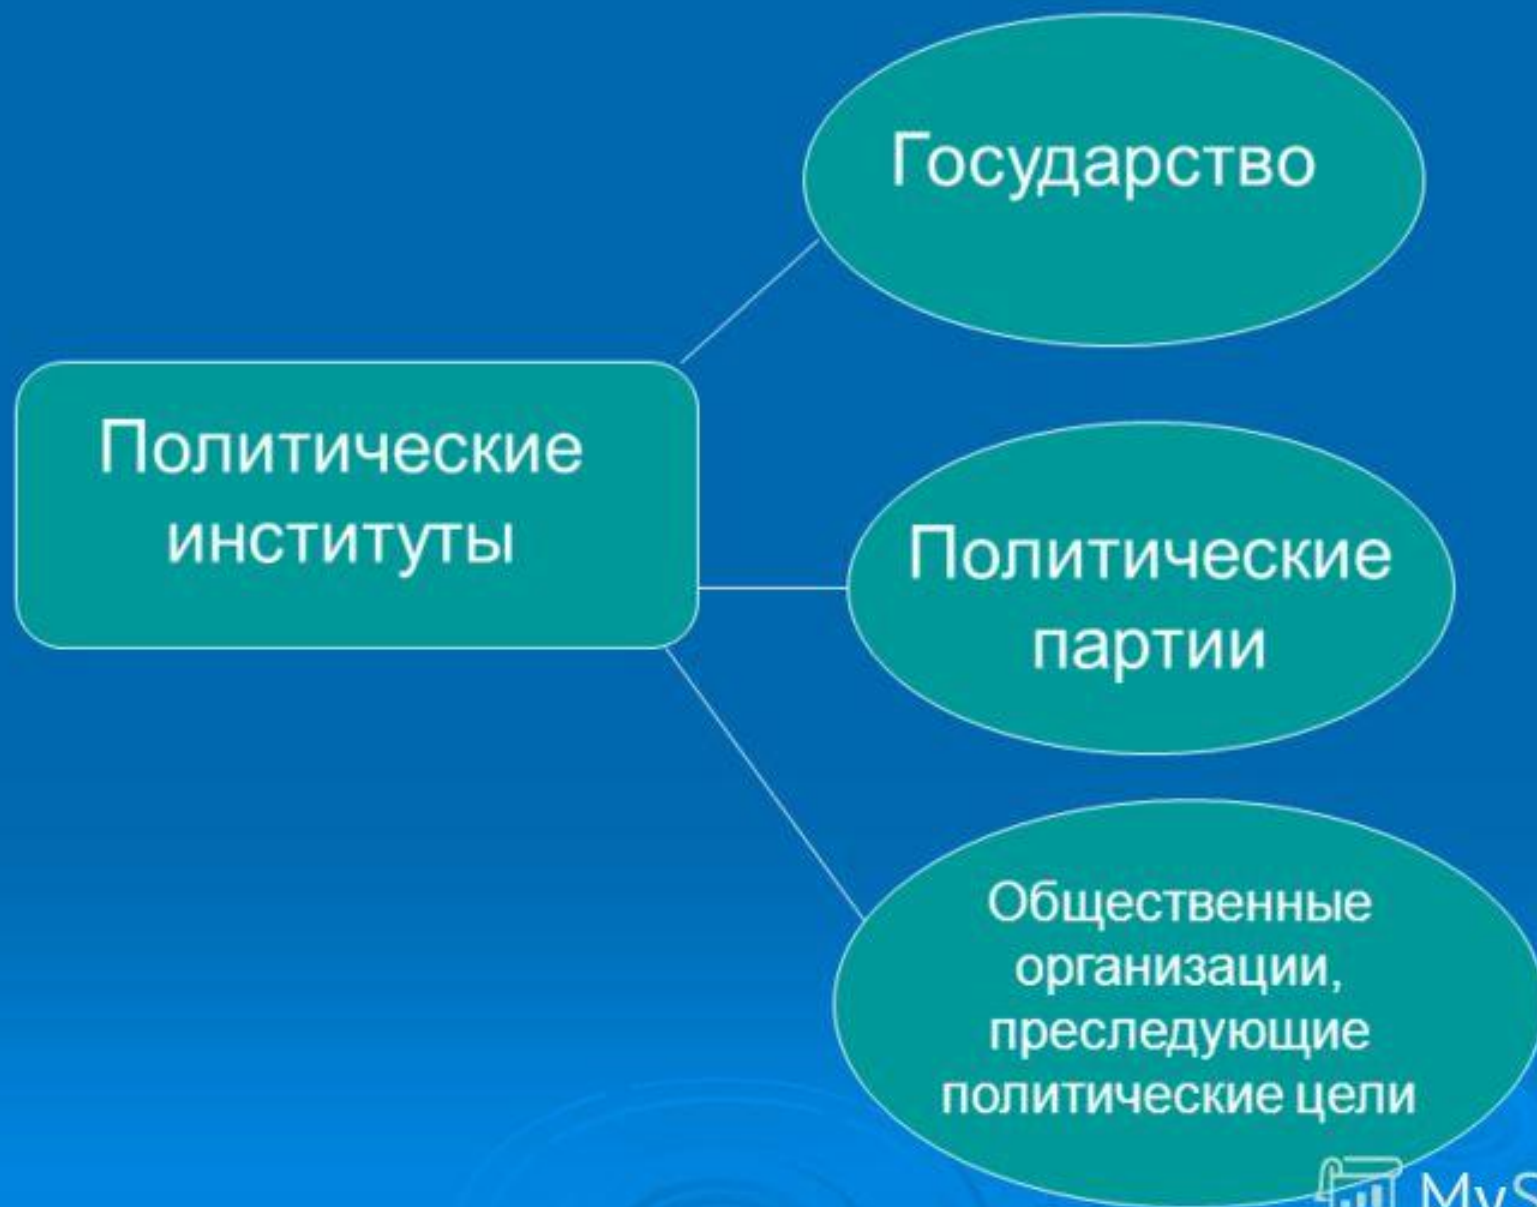 Государство
Политические
институты
Политические
партии
Общественные
организации,
преследующие
политические цели